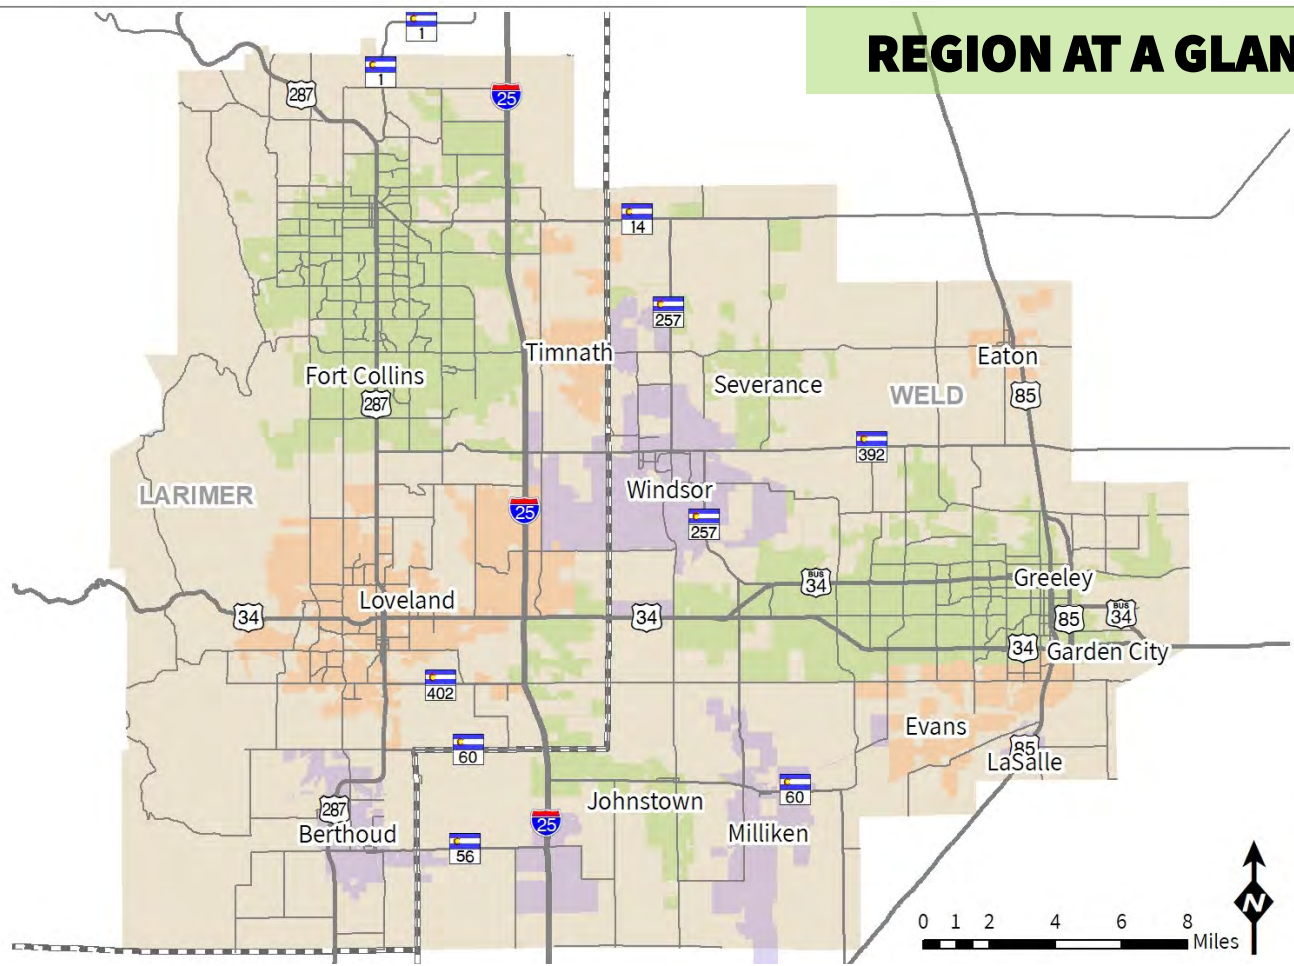 1
REGION AT A GLAN
1
287
25
14
257
Timnath
Eaton
Fort Collins
Severance
287
WELD
85
392
LARIMER
Windsor
25
257
Greeley
BUS
34
Loveland
34
34
85
BUS
34
34
Garden City
402
Evans
60
85
LaSalle
60
Johnstown
287
25
Berthoud
Milliken
56
N
0 1 2 4 6 8
Miles